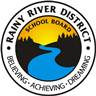 RAINY RIVER DISTRICT
SCHOOL BOARD
BELIEVING • ACHIEVING • DREAMING